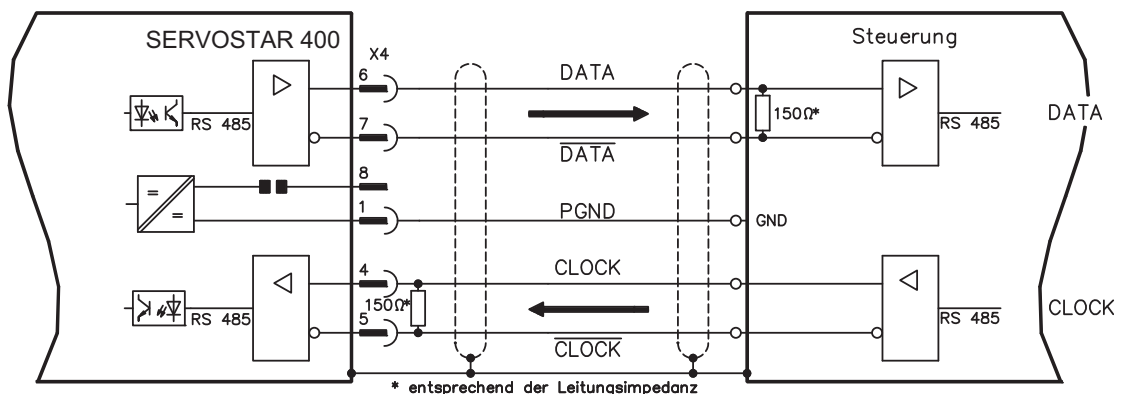 SERVOSTAR 400
Steuerung
X4
6
DATA
150Ω*
RS 485
RS 485
DATA
7
DATA
8
=
=
1
PGND
GND
4
CLOCK
150Ω*
RS 485
RS 485
CLOCK
5
CLOCK
* entsprechend der Leitungsimpedanz